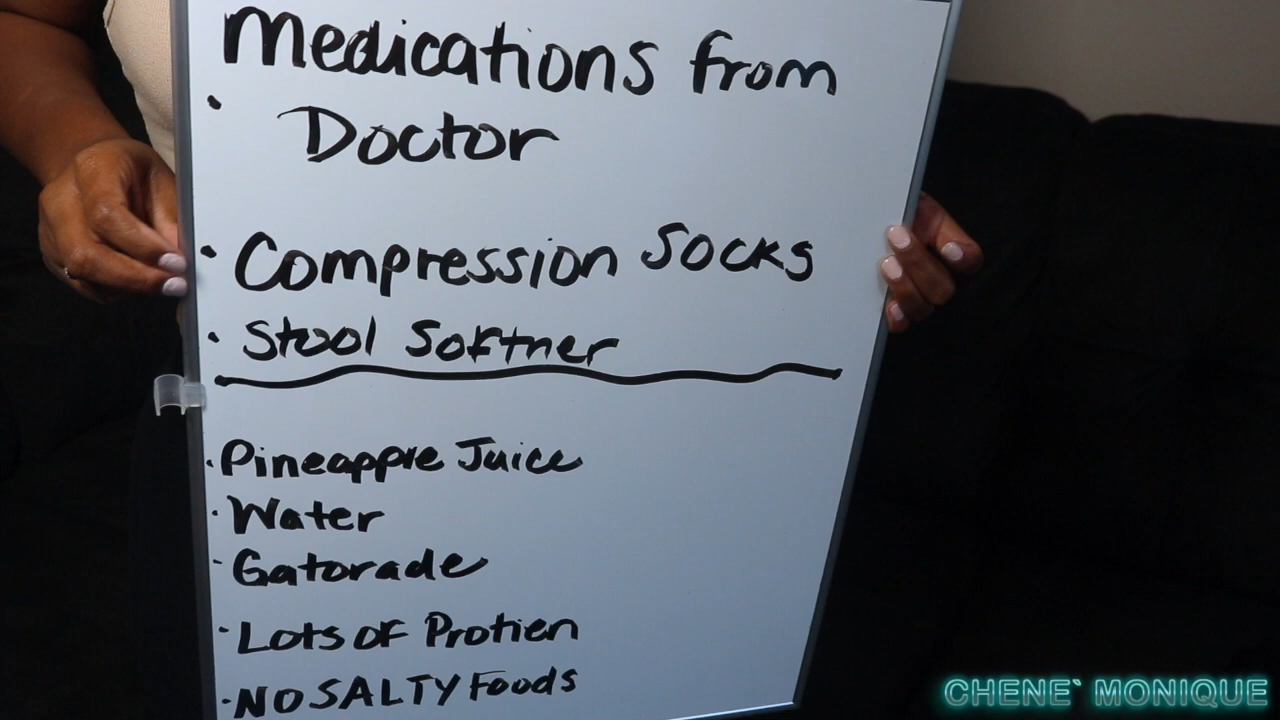 Medications from
• Doctor
• Compression Socks
• Stool Softner
• Pineapple Juice
• Water
• Gatorade
• Lots of Protien
• NO SALTY Foods
CHENE` MONIQUE